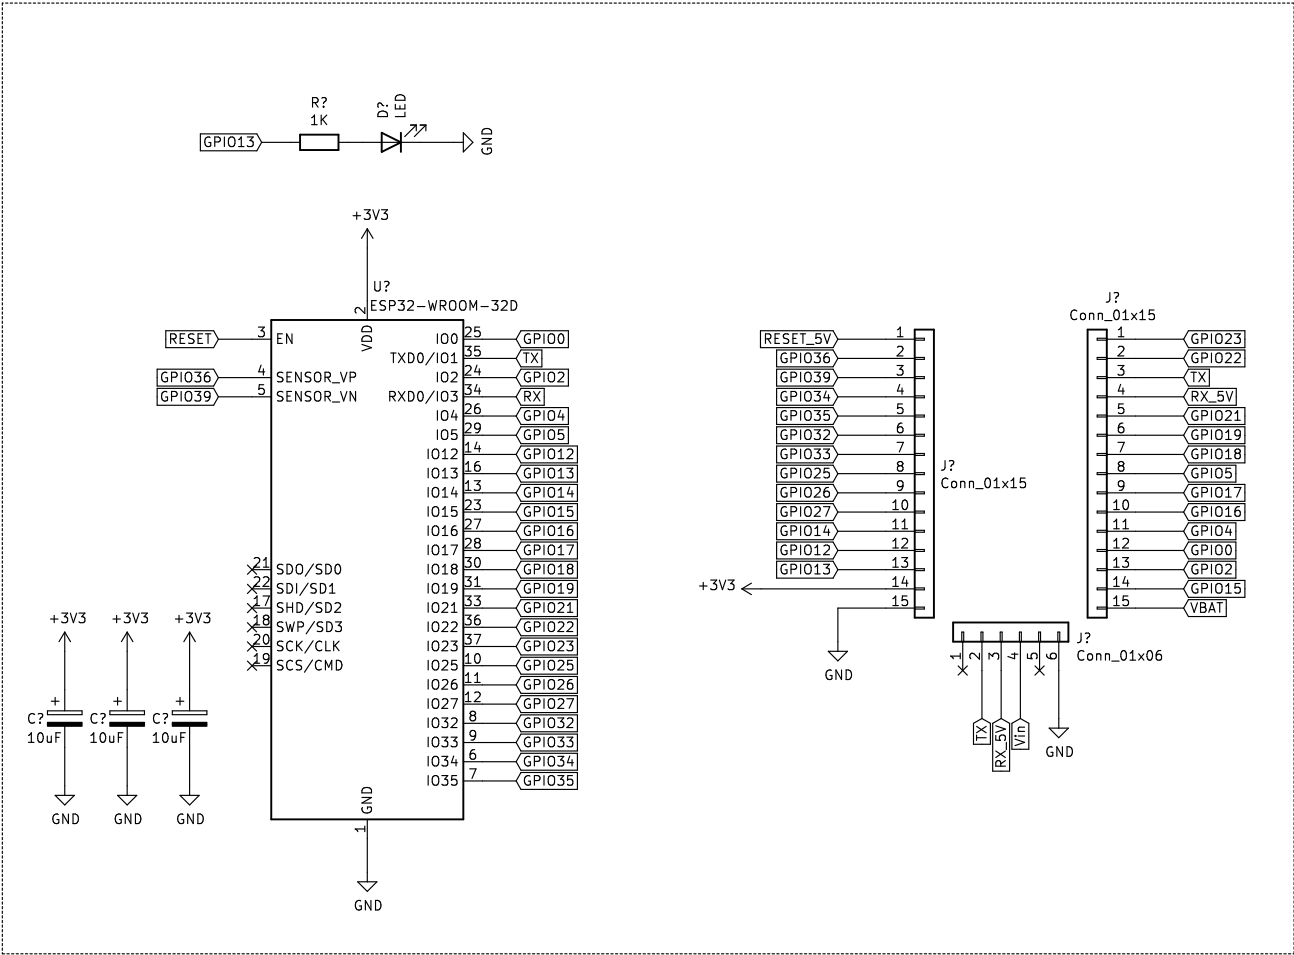 R?
1K
D?
LED
GPIO13
GND
+3V3
U?
ESP32-WROOM-32D
2
VDD
RESET 3 EN
GPIO36 4 SENSOR_VP
GPIO39 5 SENSOR_VN
21 SDO/SD0
22 SDI/SD1
17 SHD/SD2
18 SWP/SD3
20 SCK/CLK
19 SCS/CMD
IO0 25 GPIO0
TXD0/IO1 35 TX
IO2 24 GPIO2
RXD0/IO3 34 RX
IO4 26 GPIO4
IO5 29 GPIO5
IO12 14 GPIO12
IO13 16 GPIO13
IO14 13 GPIO14
IO15 23 GPIO15
IO16 27 GPIO16
IO17 28 GPIO17
IO18 30 GPIO18
IO19 31 GPIO19
IO21 33 GPIO21
IO22 36 GPIO22
IO23 37 GPIO23
IO25 10 GPIO25
IO26 11 GPIO26
IO27 12 GPIO27
IO32 8 GPIO32
IO33 9 GPIO33
IO34 6 GPIO34
IO35 7 GPIO35
GND
1
GND
+3V3 +3V3 +3V3
+ + +
C? C? C?
10uF 10uF 10uF
GND GND GND
RESET_5V 1
GPIO36 2
GPIO39 3
GPIO34 4
GPIO35 5
GPIO32 6
GPIO33 7
GPIO25 8
GPIO26 9
GPIO27 10
GPIO14 11
GPIO12 12
GPIO13 13
+3V3 14
15
GND
J?
Conn_01x15
J?
Conn_01x15
1 GPIO23
2 GPIO22
3 TX
4 RX_5V
5 GPIO21
6 GPIO19
7 GPIO18
8 GPIO5
9 GPIO17
10 GPIO16
11 GPIO4
12 GPIO0
13 GPIO2
14 GPIO15
15 VBAT
J?
Conn_01x06
1 2 3 4 5 6
TX
RX_5V
Vin
GND